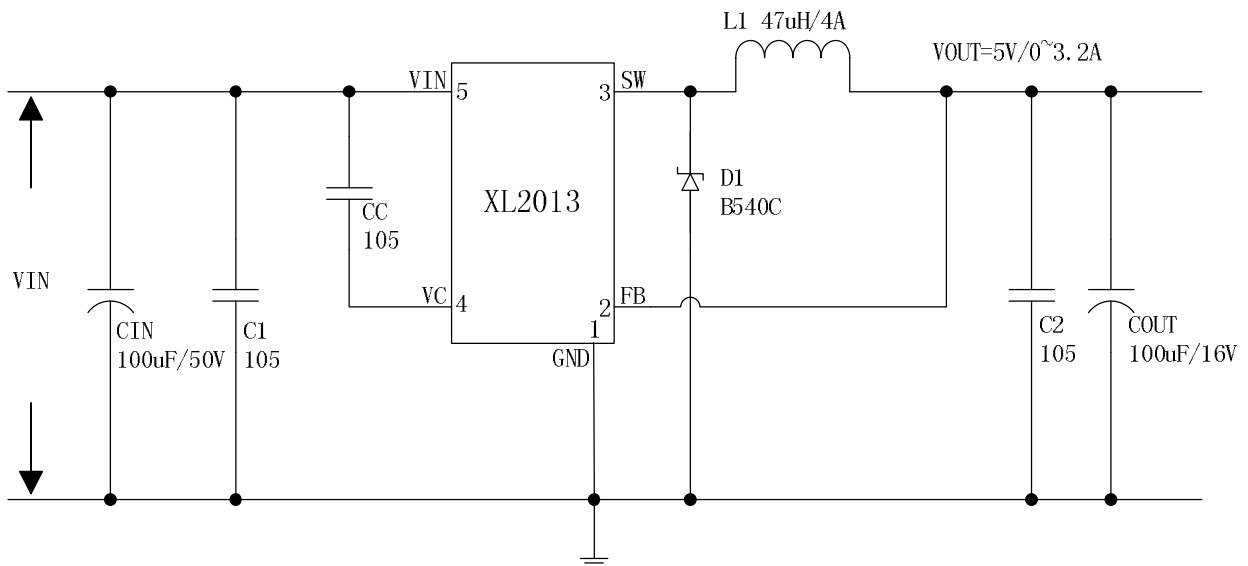 L1 47uH/4A
VOUT=5V/0~3.2A
VIN
5
3
SW
XL2013
D1
B540C
CC
105
VIN
VC
4
2
FB
1
GND
CIN
100uF/50V
C1
105
C2
105
COUT
100uF/16V